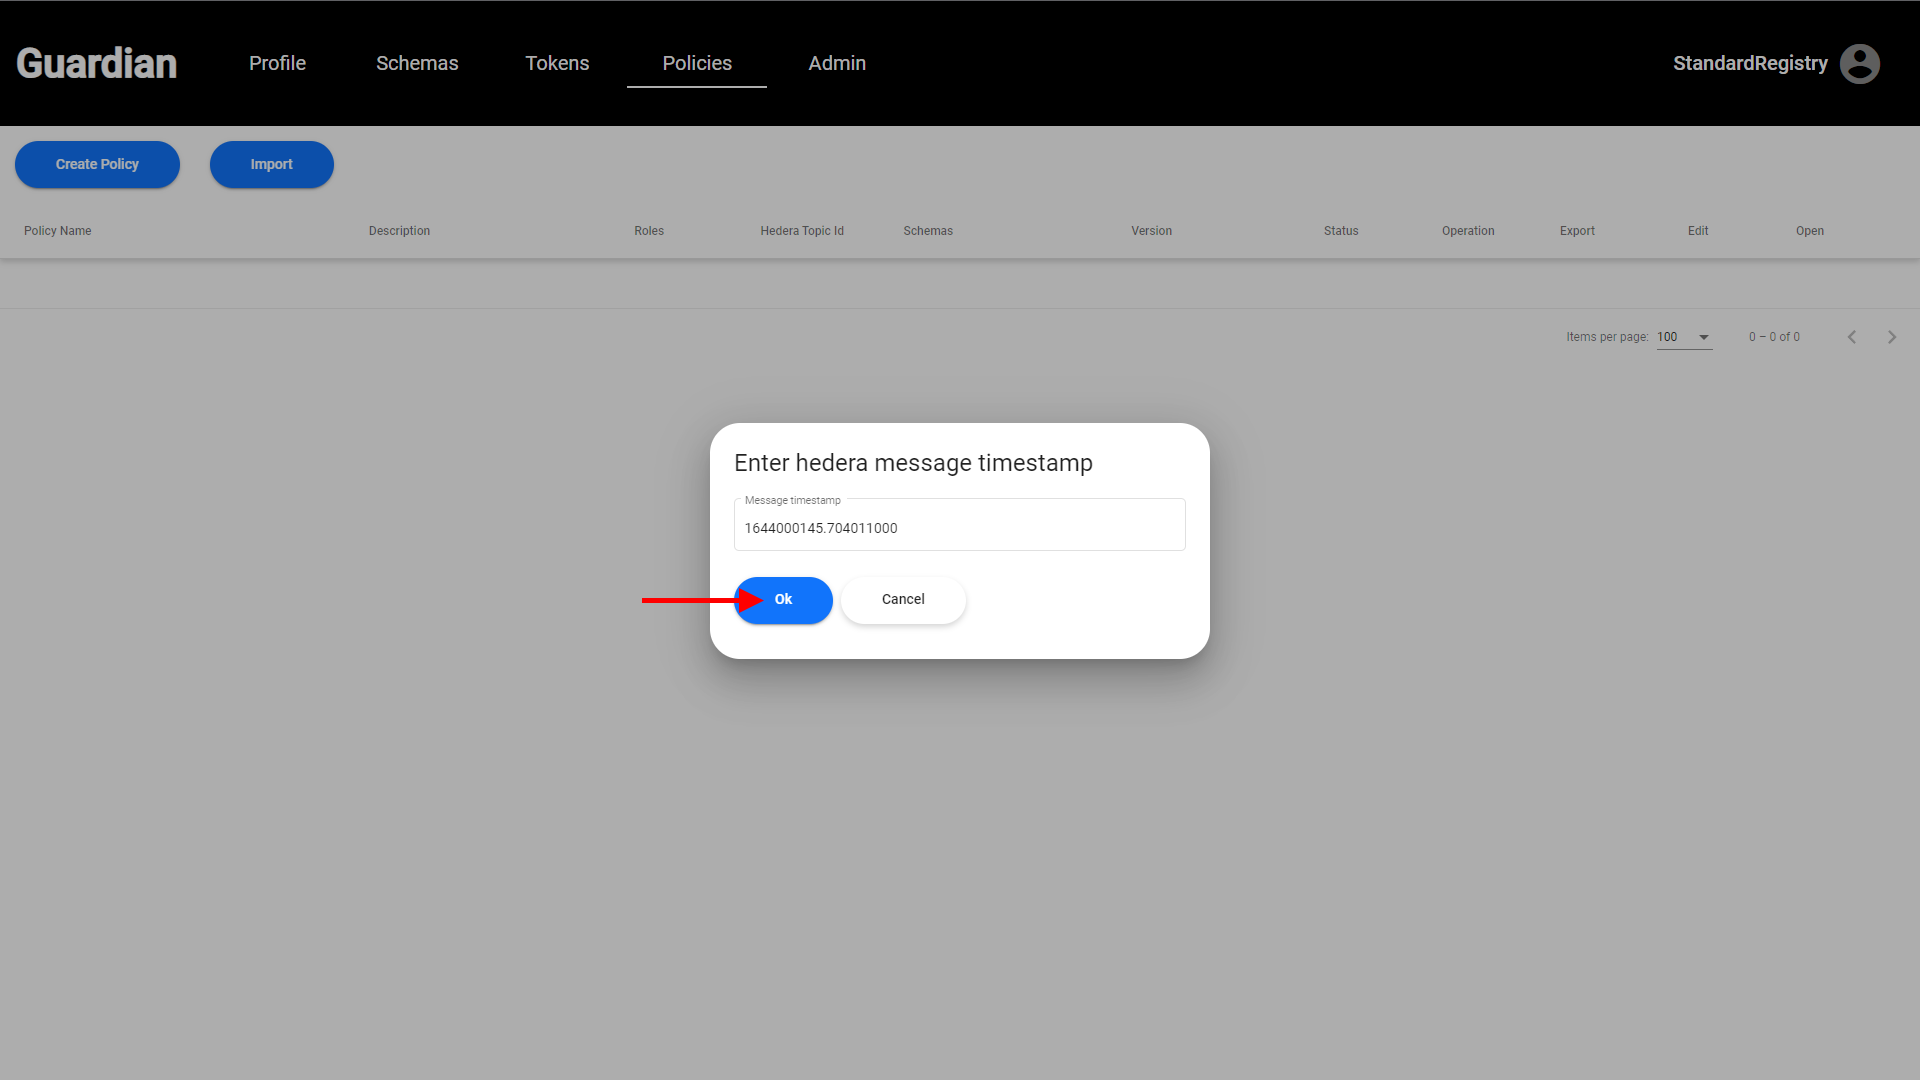 Guardian Profile Schemas Tokens Policies Admin StandardRegistry
Create Policy Import
Policy Name Description Roles Hedera Topic Id Schemas Version Status Operation Export Edit Open
Items per page: 100 0 – 0 of 0
Enter hedera message timestamp
Message timestamp
1644000145.704011000
Ok Cancel